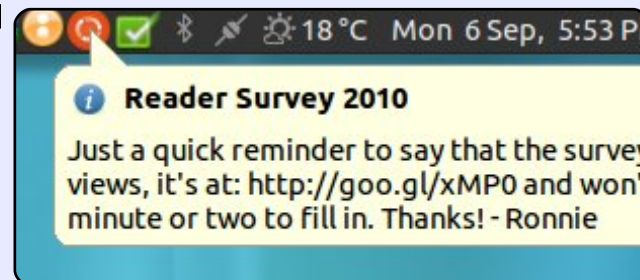 18 °C Mon 6 Sep, 5:53 P
Reader Survey 2010
Just a quick reminder to say that the survey
views, it's at: http://goo.gl/xMP0 and won'
minute or two to fill in. Thanks! - Ronnie